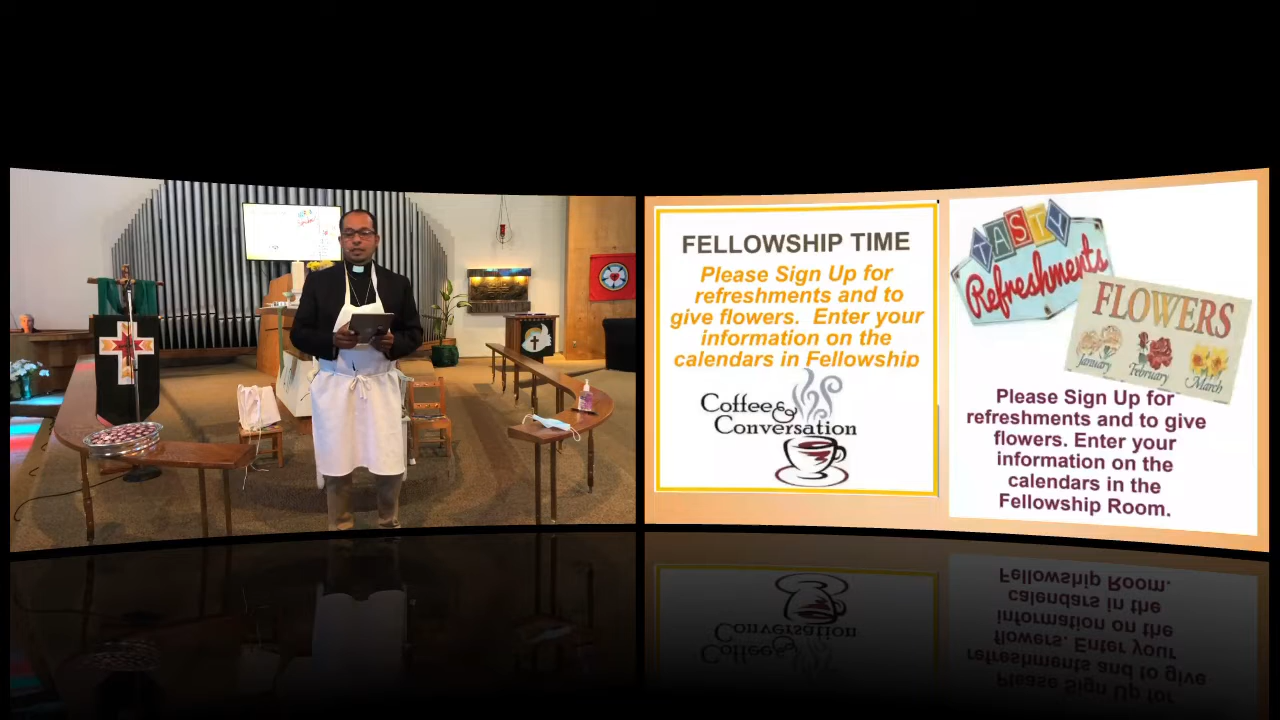 FELLOWSHIP TIME
Please Sign Up for
refreshments and to
give flowers. Enter your
information on the
calendars in Fellowship
Coffee &
Conversation
TASTY
Refreshments
FLOWERS
January
February
March
Please Sign Up for
refreshments and to give
flowers. Enter your
information on the
calendars in the
Fellowship Room.